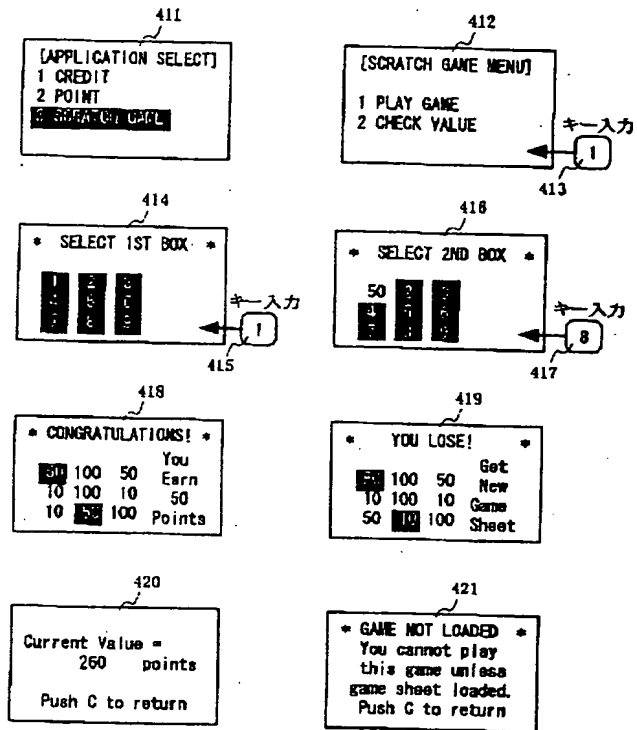 411
[APPLICATION SELECT]
1 CREDIT
2 POINT
3 SCRATCH GAME
412
[SCRATCH GAME MENU]
1 PLAY GAME
2 CHECK VALUE
キー入力
1
413
414
* SELECT 1ST BOX *
キー入力
1
415
416
* SELECT 2ND BOX *
50
キー入力
8
417
418
* CONGRATULATIONS! *
50 100 50
10 100 10
10 50 100
You
Earn
50
Points
419
* YOU LOSE! *
50 100 50
10 100 10
50 10 100
Get
New
Game
Sheet
420
Current Value =
260 points
Push C to return
421
* GAME NOT LOADED *
You cannot play
this game unless
game sheet loaded.
Push C to return